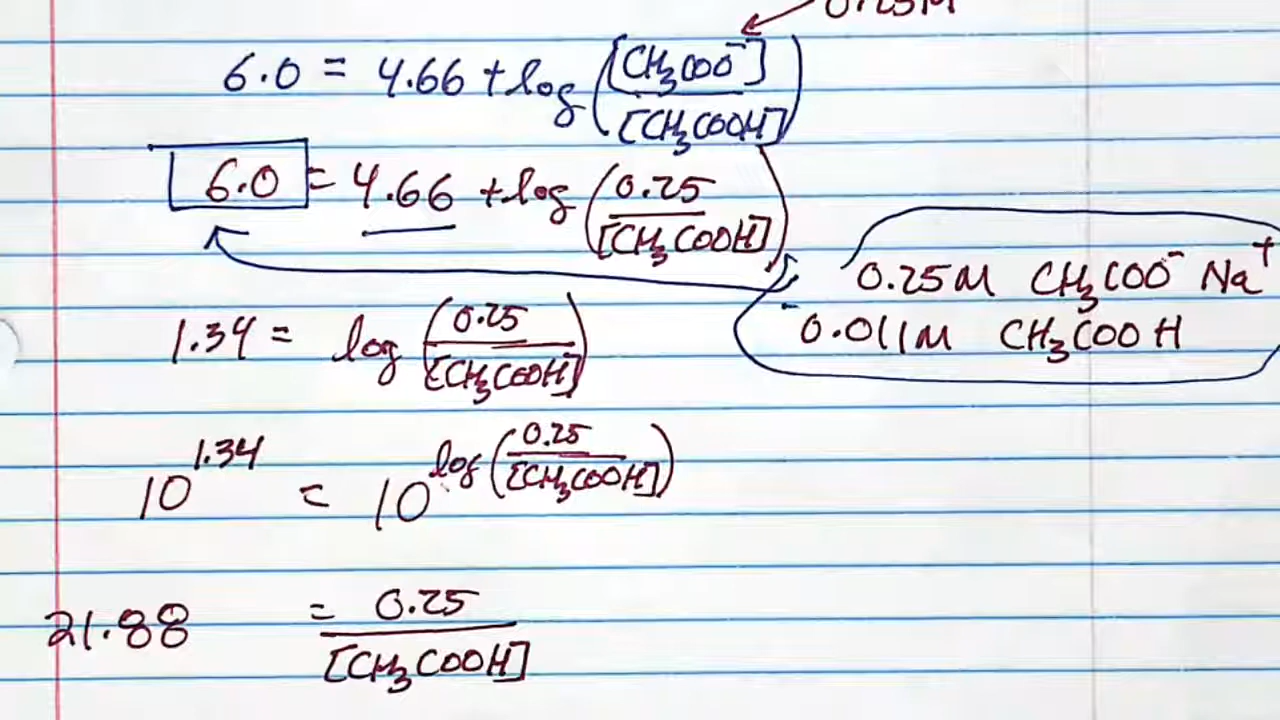 0.25M
6.0 = 4.66 + log ([CH₃COO⁻] / [CH₃COOH])
6.0 = 4.66 + log (0.25 / [CH₃COOH])
0.25M CH₃COO⁻ Na⁺
0.011M CH₃COOH
1.34 = log (0.25 / [CH₃COOH])
10^1.34 = 10^log (0.25 / [CH₃COOH])
21.88 = 0.25 / [CH₃COOH]